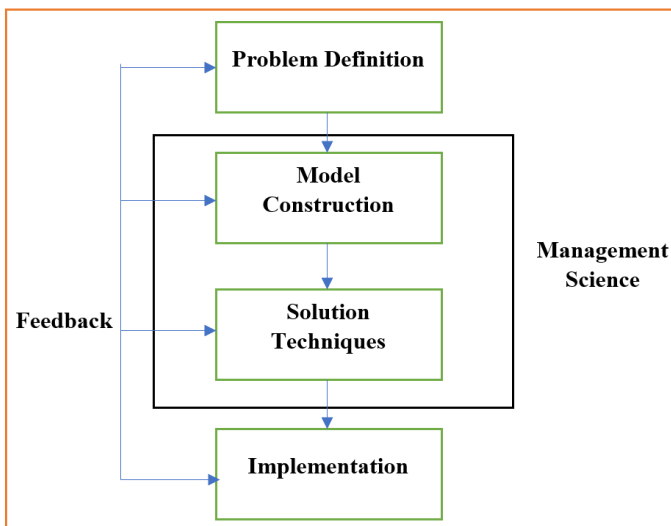 Problem Definition
Model
Construction
Management
Science
Solution
Techniques
Feedback
Implementation